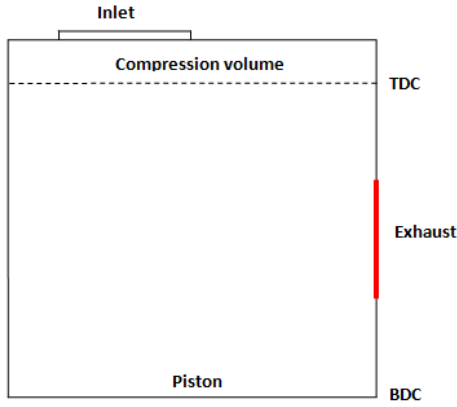 Inlet
Compression volume
TDC
Exhaust
Piston
BDC